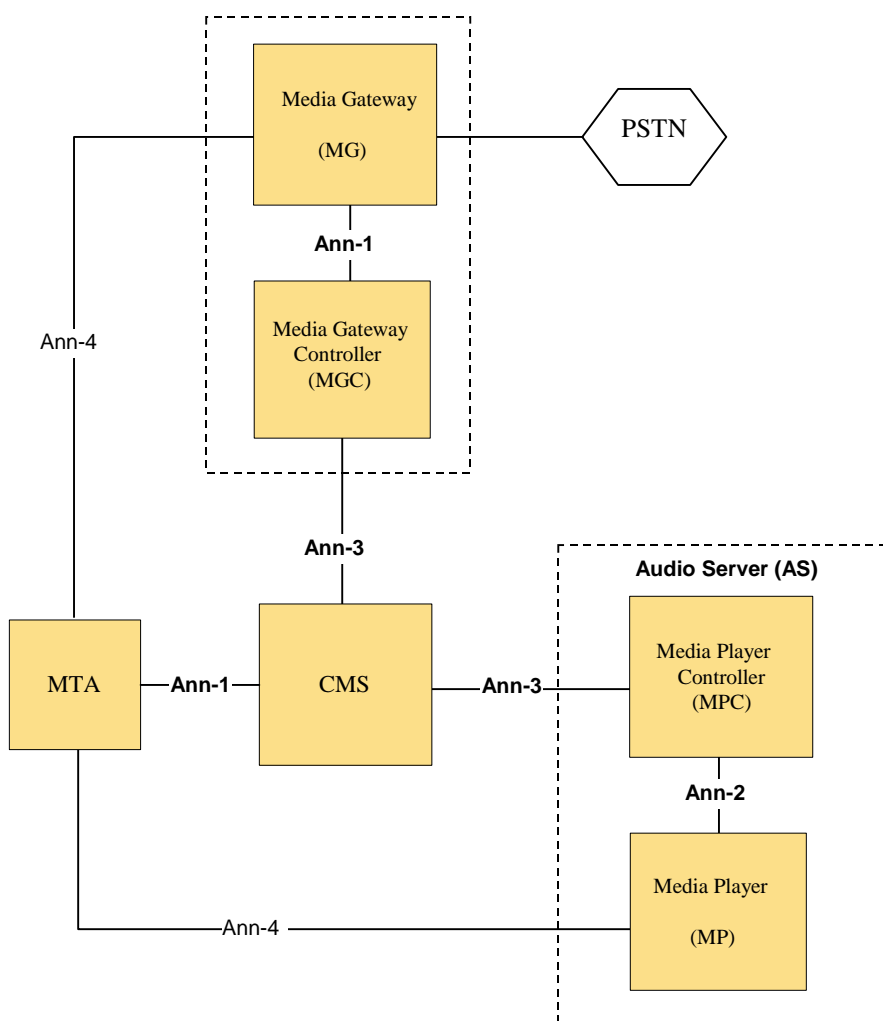 Media Gateway
(MG)
PSTN
Ann-1
Media Gateway
Controller
(MGC)
Ann-4
Ann-3
Audio Server (AS)
MTA
Ann-1
CMS
Ann-3
Media Player
Controller
(MPC)
Ann-2
Media Player
(MP)
Ann-4